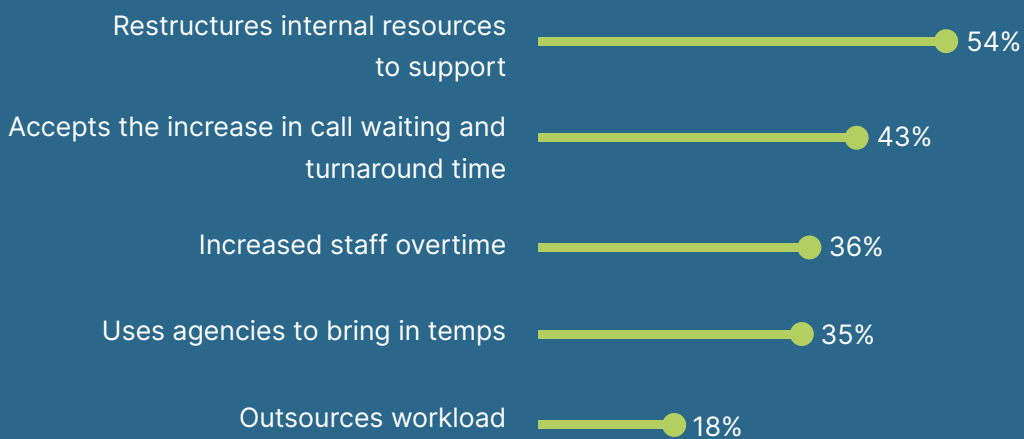 Restructures internal resources
to support
54%
Accepts the increase in call waiting and
turnaround time
43%
Increased staff overtime
36%
Uses agencies to bring in temps
35%
Outsources workload
18%